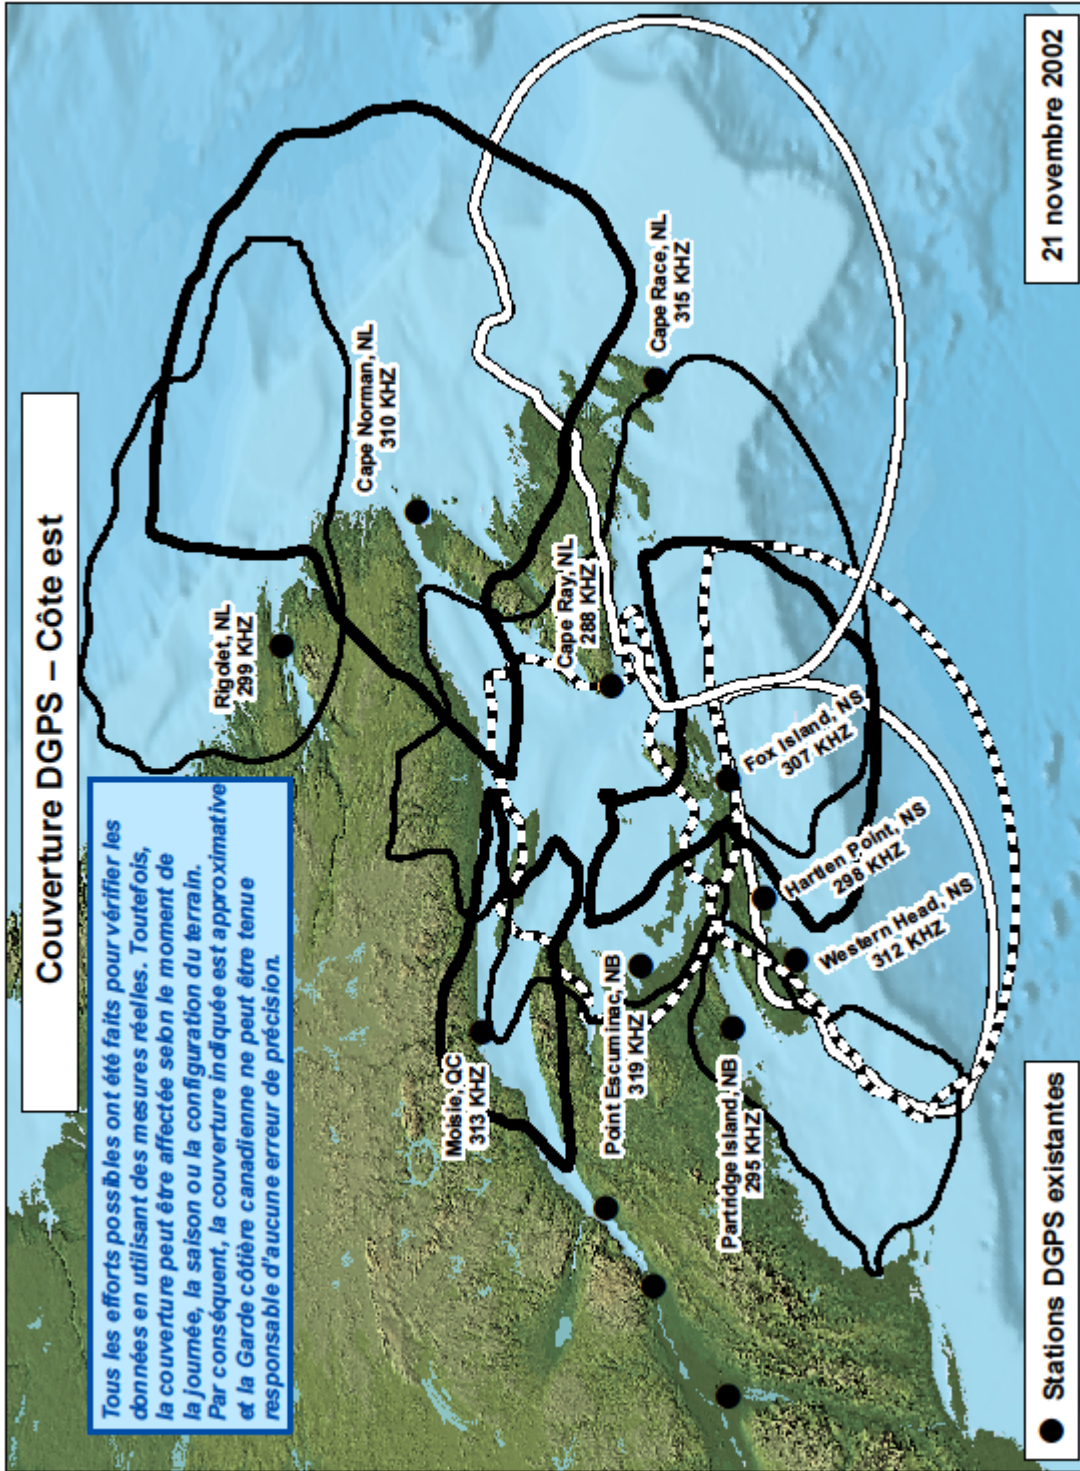 Couverture DGPS – Côte est
Tous les efforts possibles ont été faits pour vérifier les
données en utilisant des mesures réelles. Toutefois,
la couverture peut être affectée selon le moment de
la journée, la saison ou la configuration du terrain.
Par conséquent, la couverture indiquée est approximative
et la Garde côtière canadienne ne peut être tenue
responsable d'aucune erreur de précision.
Rigolet, NL
299 KHZ
Cape Norman, NL
310 KHZ
Moisie, QC
313 KHZ
Cape Ray, NL
288 KHZ
Cape Race, NL
315 KHZ
Point Escuminac, NB
319 KHZ
Partridge Island, NB
295 KHZ
Fox Island, NS
307 KHZ
Hartlen Point, NS
298 KHZ
Western Head, NS
312 KHZ
Stations DGPS existantes
21 novembre 2002